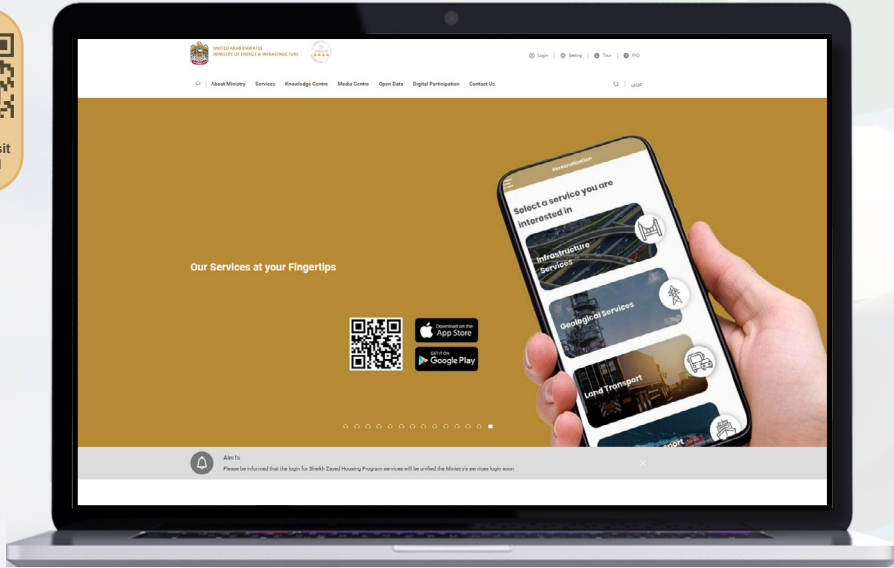 UNITED ARAB EMIRATES
MINISTRY OF ENERGY & INFRASTRUCTURE
Login
Setting
Tour
FAQ
About Ministry
Services
Knowledge Centre
Media Centre
Open Data
Digital Participation
Contact Us
عربي
Personalization
Select a service you are
interested in
Infrastructure
Services
Geological Services
Land Transport
port
Our Services at your Fingertips
Download on the
App Store
GET IT ON
Google Play
Alerts
Please be informed that the login for Sheikh Zayed Housing Program services will be unified the Ministry's services login soon